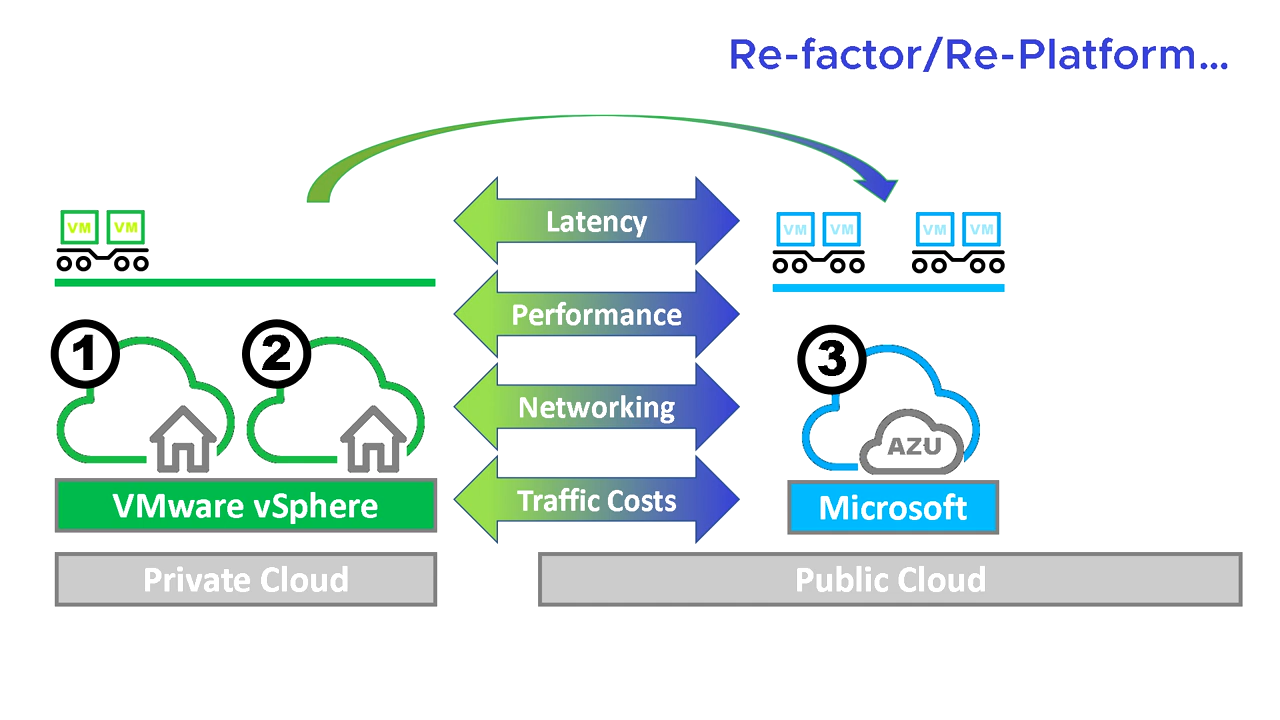 Re-factor/Re-Platform...
VM VM
VM VM
VM VM
Latency
Performance
Networking
Traffic Costs
1
2
3
AZU
VMware vSphere
Microsoft
Private Cloud
Public Cloud